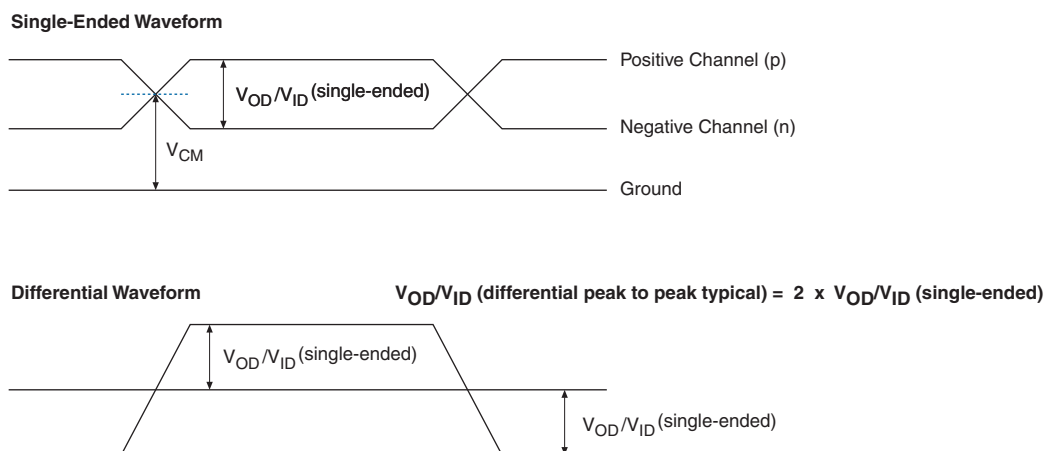 Single-Ended Waveform
Positive Channel (p)
VOD/VID (single-ended)
Negative Channel (n)
VCM
Ground
Differential Waveform
VOD/VID (differential peak to peak typical) = 2 x VOD/VID (single-ended)
VOD/VID (single-ended)
VOD/VID (single-ended)